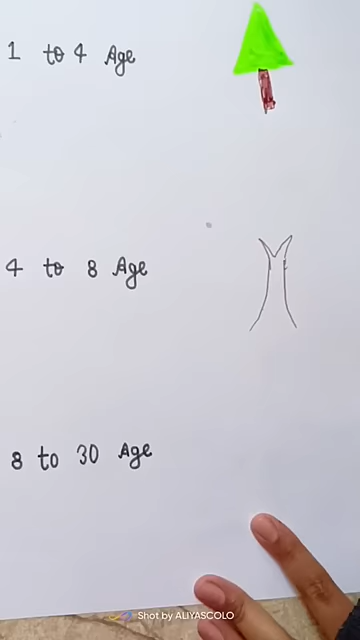 1 to 4 Age
4 to 8 Age
8 to 30 Age
Shot by ALIYASCOLO